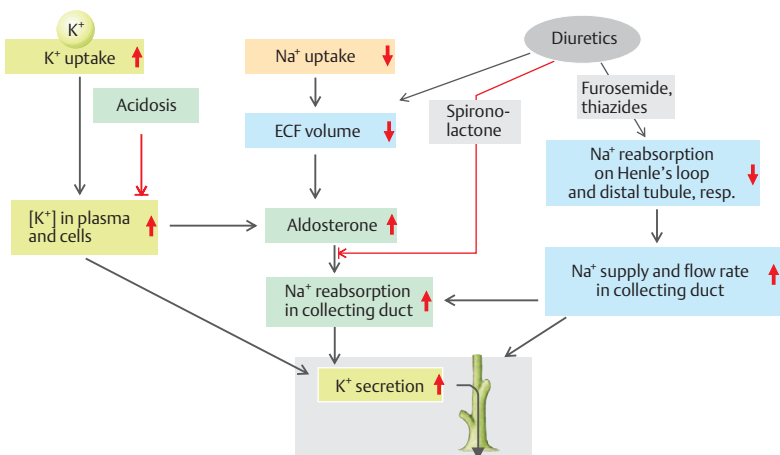 K⁺
K⁺ uptake
Na⁺ uptake
Diuretics
Acidosis
Spirono-
lactone
Furosemide,
thiazides
ECF volume
Na⁺ reabsorption
on Henle's loop
and distal tubule, resp.
[K⁺] in plasma
and cells
Aldosterone
Na⁺ reabsorption
in collecting duct
Na⁺ supply and flow rate
in collecting duct
K⁺ secretion